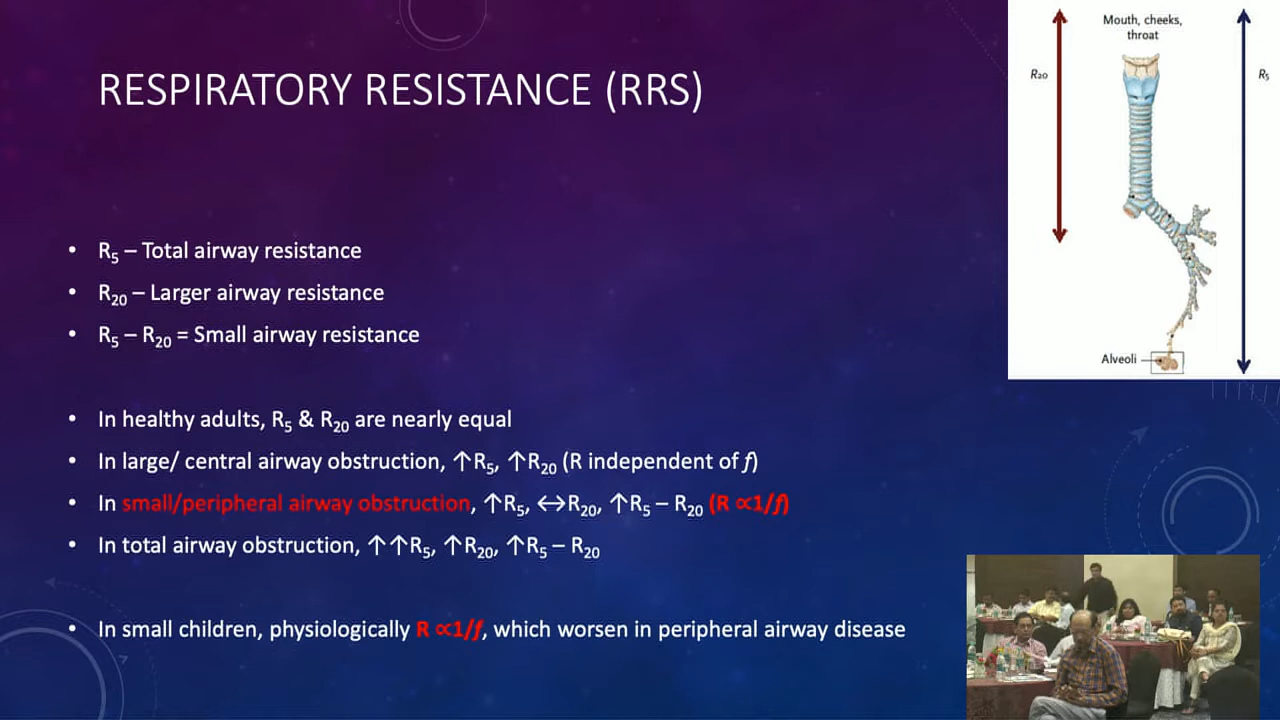 RESPIRATORY RESISTANCE (RRS)
Mouth, cheeks,
throat
R₂₀
R₅
Alveoli
• R₅ – Total airway resistance
• R₂₀ – Larger airway resistance
• R₅ – R₂₀ = Small airway resistance
• In healthy adults, R₅ & R₂₀ are nearly equal
• In large/ central airway obstruction, ↑R₅, ↑R₂₀ (R independent of f)
• In small/peripheral airway obstruction, ↑R₅, ↔R₂₀, ↑R₅ – R₂₀ (R ∝1/f)
• In total airway obstruction, ↑↑R₅, ↑R₂₀, ↑R₅ – R₂₀
• In small children, physiologically R ∝1/f, which worsen in peripheral airway disease